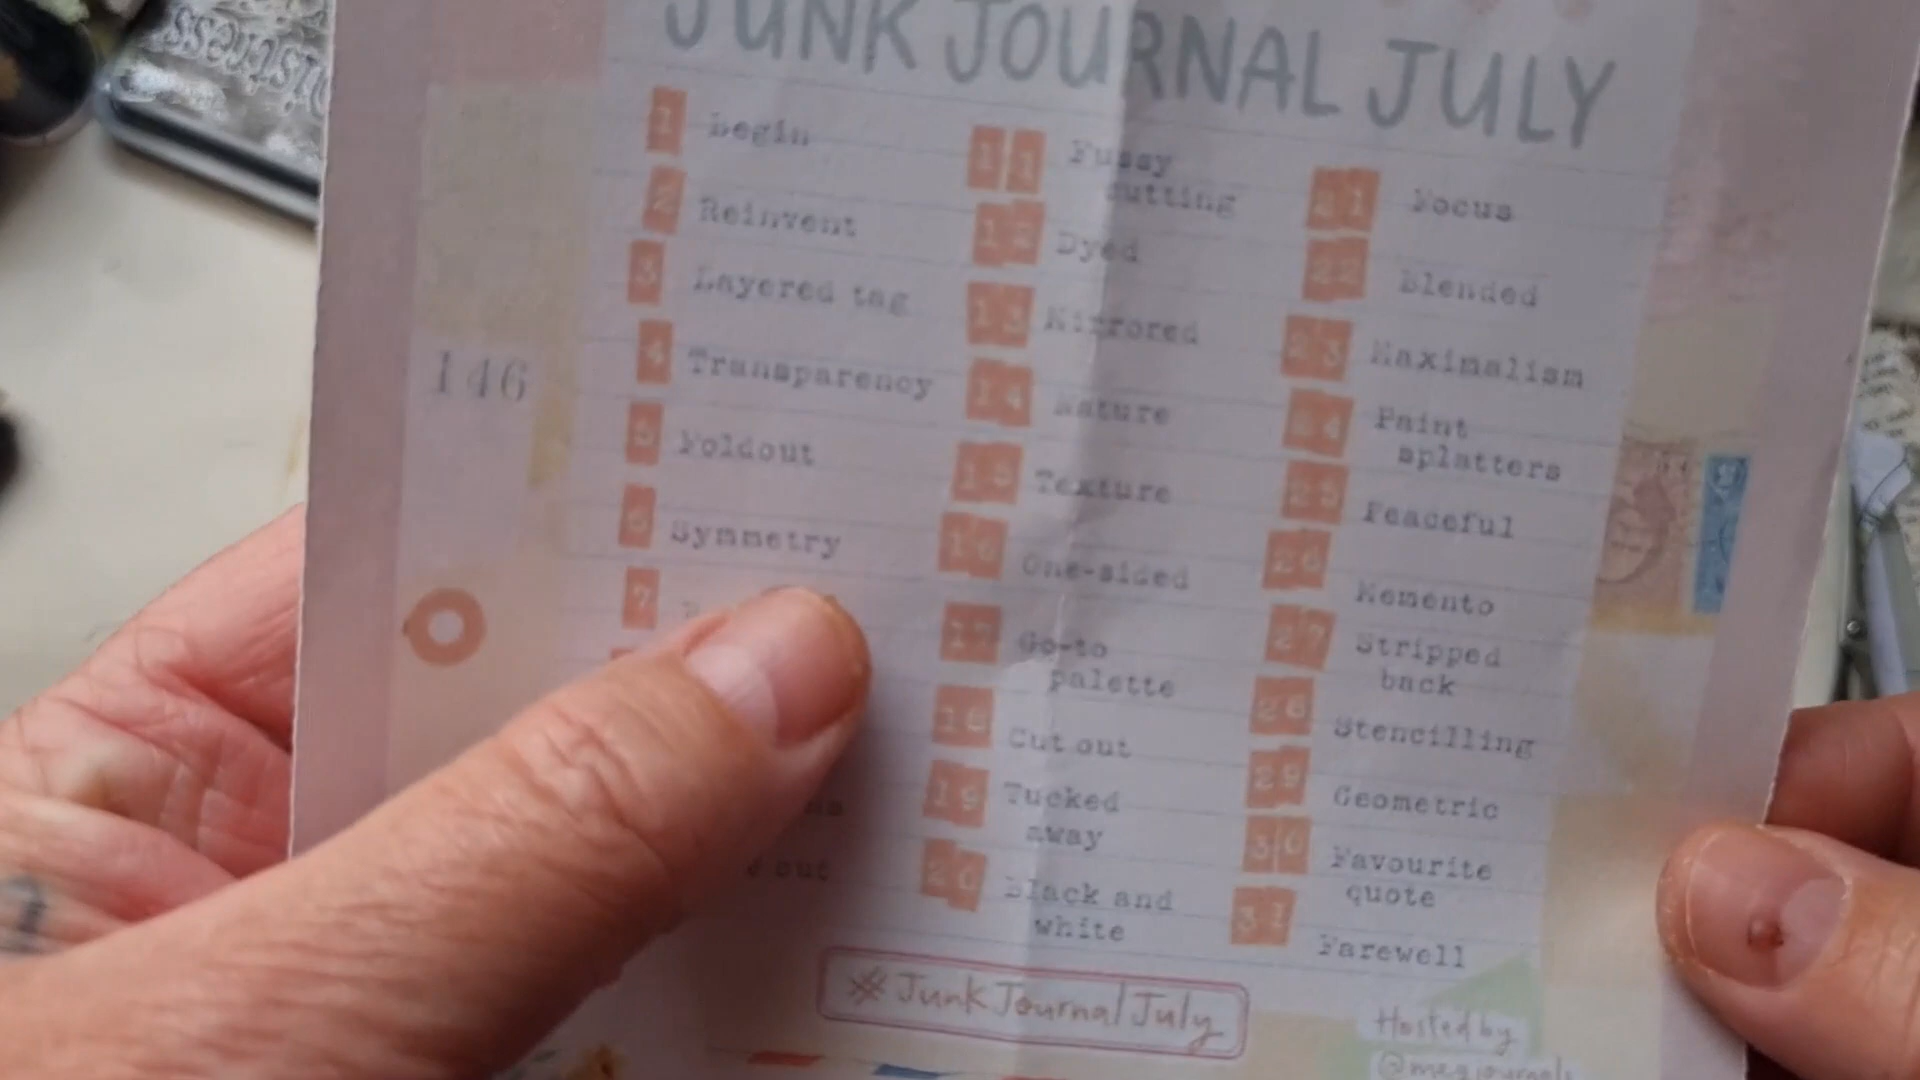 JUNK JOURNAL JULY
1 Begin
2 Reinvent
3 Layered tag
4 Transparency
5 Foldout
6 Symmetry
7
out
11 Fussy
cutting
12 Dyed
13 Mirrored
14 Nature
15 Texture
16 One-sided
17 Go-to
palette
18 Cut out
19 Tucked
away
20 Black and
white
21 Focus
22 Blended
23 Maximalism
24 Paint
splatters
25 Peaceful
26 Memento
27 Stripped
back
28 Stencilling
29 Geometric
30 Favourite
quote
31 Farewell
146
#JunkJournalJuly
Hosted by
@megjournals